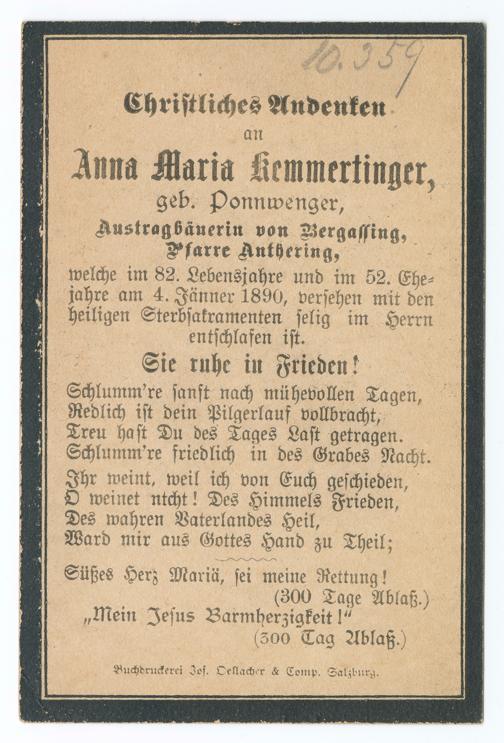 10.359
Christliches Andenken
an
Anna Maria Kemmertinger,
geb. Ponnwenger,
Austragbäuerin von Bergassing,
Pfarre Anthering,
welche im 82. Lebensjahre und im 52. Ehe=
jahre am 4. Jänner 1890, versehen mit den
heiligen Sterbsakramenten selig im Herrn
entschlafen ist.
Sie ruhe in Frieden!
Schlumm're sanft nach mühevollen Tagen,
Redlich ist dein Pilgerlauf vollbracht,
Treu hast Du des Tages Last getragen.
Schlumm're friedlich in des Grabes Nacht.
Ihr weint, weil ich von Euch geschieden,
O weinet ntcht! Des Himmels Frieden,
Des wahren Vaterlandes Heil,
Ward mir aus Gottes Hand zu Theil;
Süßes Herz Mariä, sei meine Rettung!
(300 Tage Ablaß.)
„Mein Jesus Barmherzigkeit!"
(300 Tag Ablaß.)
Buchdruckerei Jos. Oellacher & Comp. Salzburg.